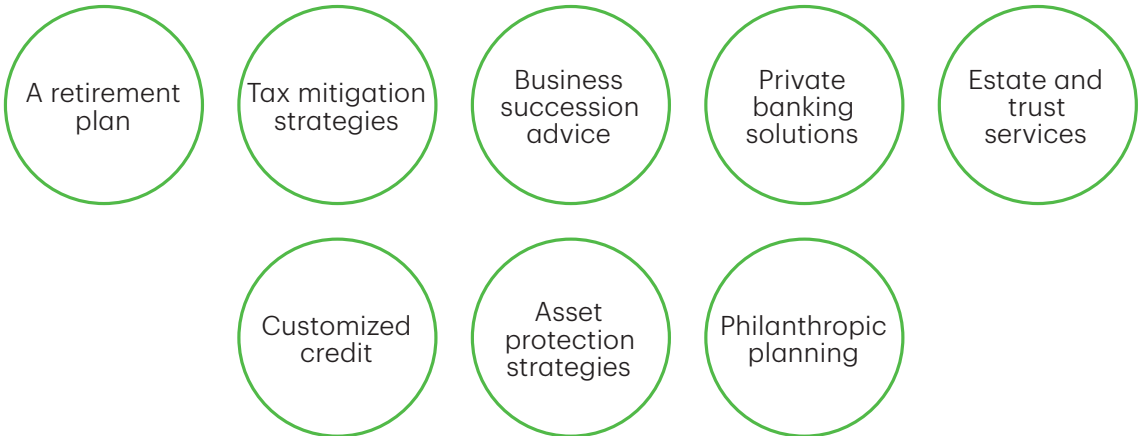 A retirement
plan
Tax mitigation
strategies
Business
succession
advice
Private
banking
solutions
Estate and
trust
services
Customized
credit
Asset
protection
strategies
Philanthropic
planning